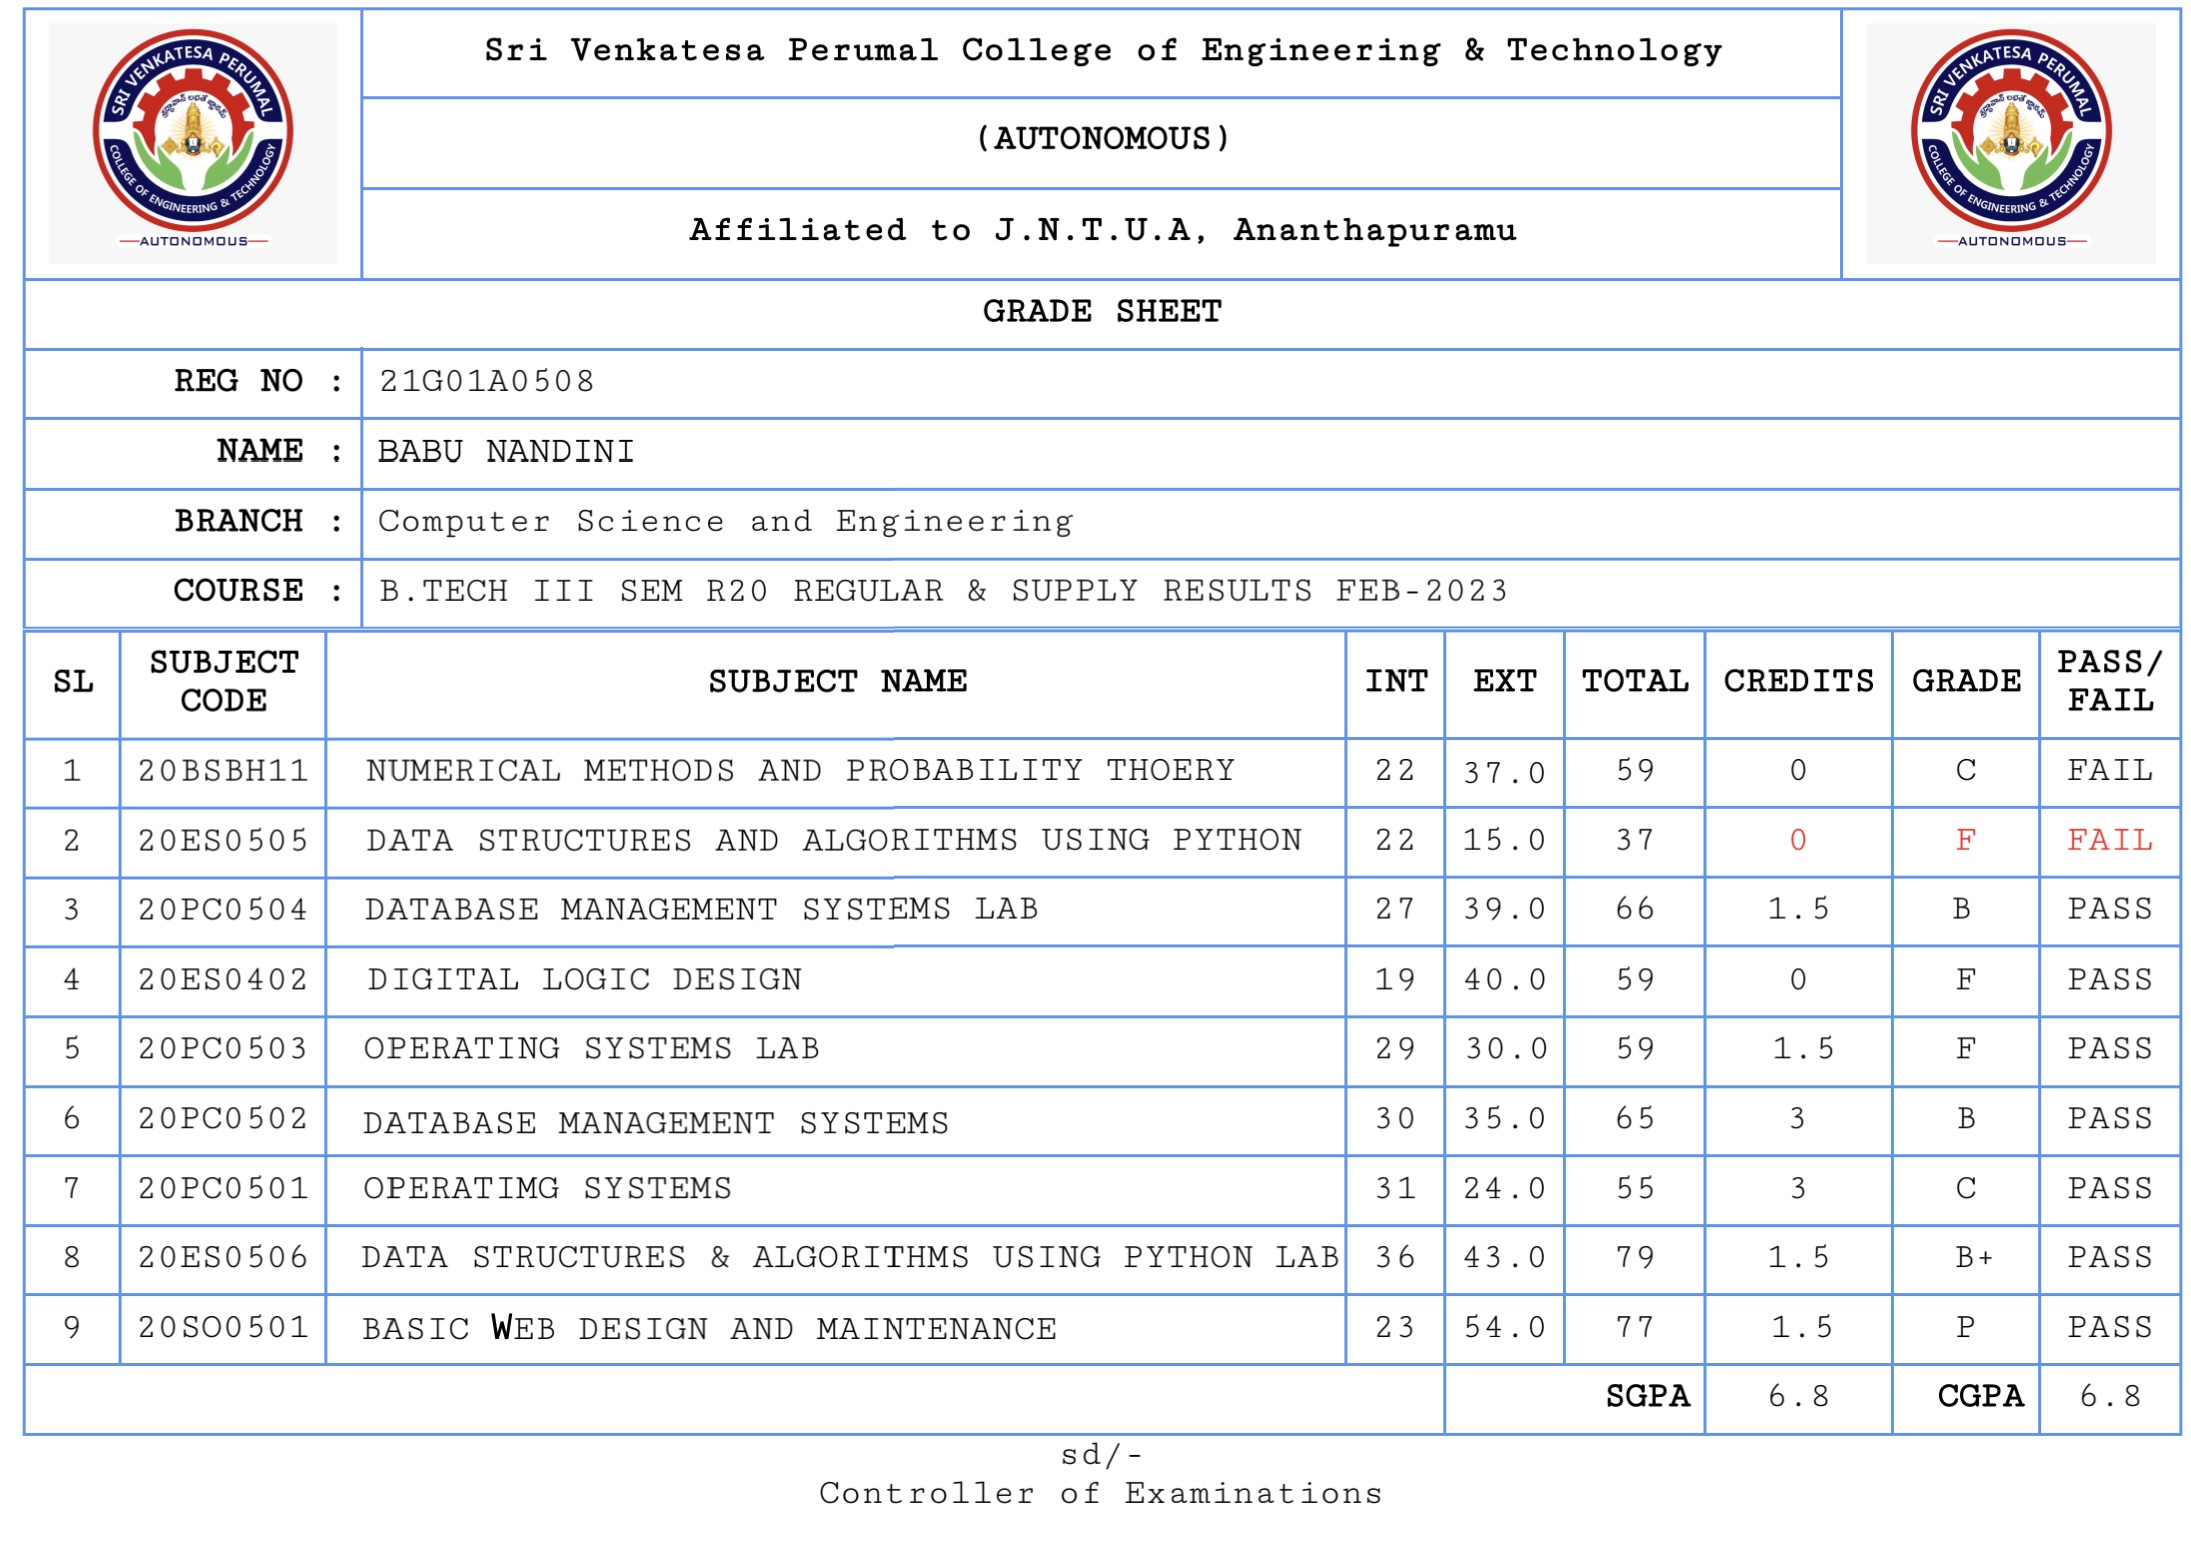 SRI VENKATESA PERUMAL
COLLEGE OF ENGINEERING & TECHNOLOGY
AUTONOMOUS
Sri Venkatesa Perumal College of Engineering & Technology
(AUTONOMOUS)
Affiliated to J.N.T.U.A, Ananthapuramu
SRI VENKATESA PERUMAL
COLLEGE OF ENGINEERING & TECHNOLOGY
AUTONOMOUS
GRADE SHEET
REG NO : 21G01A0508
NAME : BABU NANDINI
BRANCH : Computer Science and Engineering
COURSE : B.TECH III SEM R20 REGULAR & SUPPLY RESULTS FEB-2023
SL SUBJECT CODE SUBJECT NAME INT EXT TOTAL CREDITS GRADE PASS/FAIL
1 20BSBH11 NUMERICAL METHODS AND PROBABILITY THOERY 22 37.0 59 0 C FAIL
2 20ES0505 DATA STRUCTURES AND ALGORITHMS USING PYTHON 22 15.0 37 0 F FAIL
3 20PC0504 DATABASE MANAGEMENT SYSTEMS LAB 27 39.0 66 1.5 B PASS
4 20ES0402 DIGITAL LOGIC DESIGN 19 40.0 59 0 F PASS
5 20PC0503 OPERATING SYSTEMS LAB 29 30.0 59 1.5 F PASS
6 20PC0502 DATABASE MANAGEMENT SYSTEMS 30 35.0 65 3 B PASS
7 20PC0501 OPERATIMG SYSTEMS 31 24.0 55 3 C PASS
8 20ES0506 DATA STRUCTURES & ALGORITHMS USING PYTHON LAB 36 43.0 79 1.5 B+ PASS
9 20SO0501 BASIC WEB DESIGN AND MAINTENANCE 23 54.0 77 1.5 P PASS
SGPA 6.8 CGPA 6.8
sd/-
Controller of Examinations